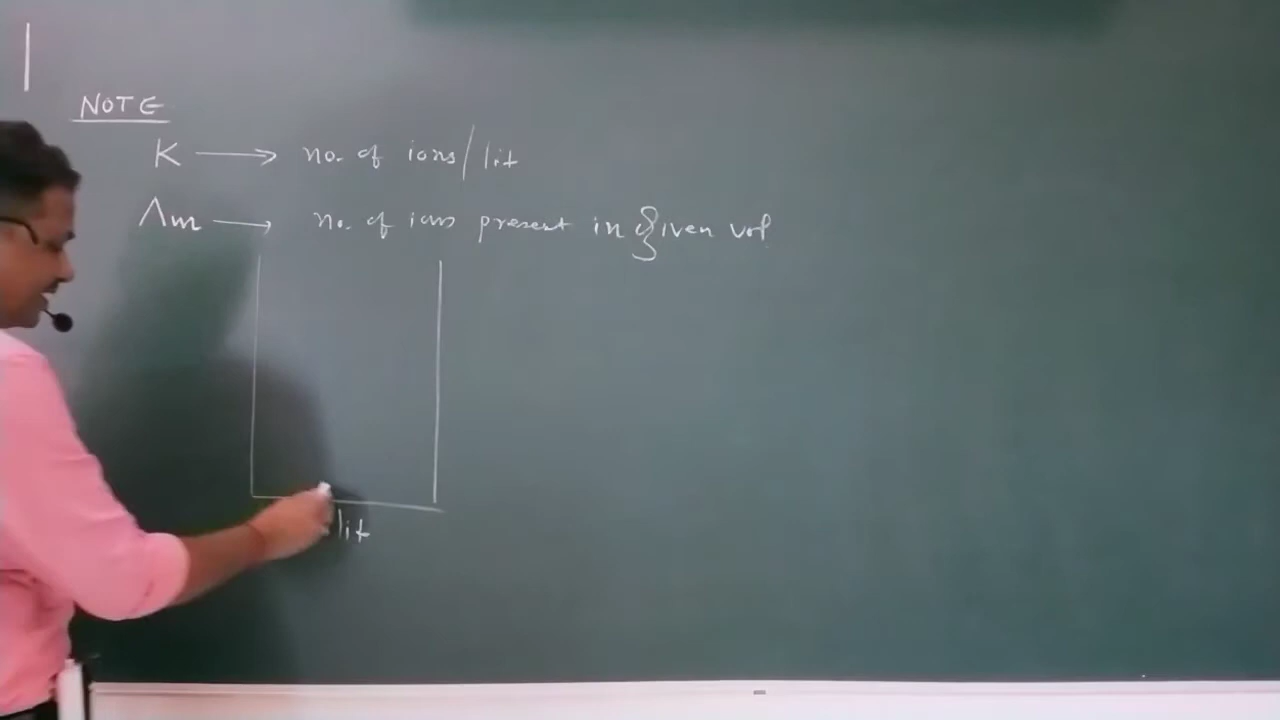 NOTE
K ⟶ no. of ions/lit
Λm ⟶ no. of ions present in given vol
lit